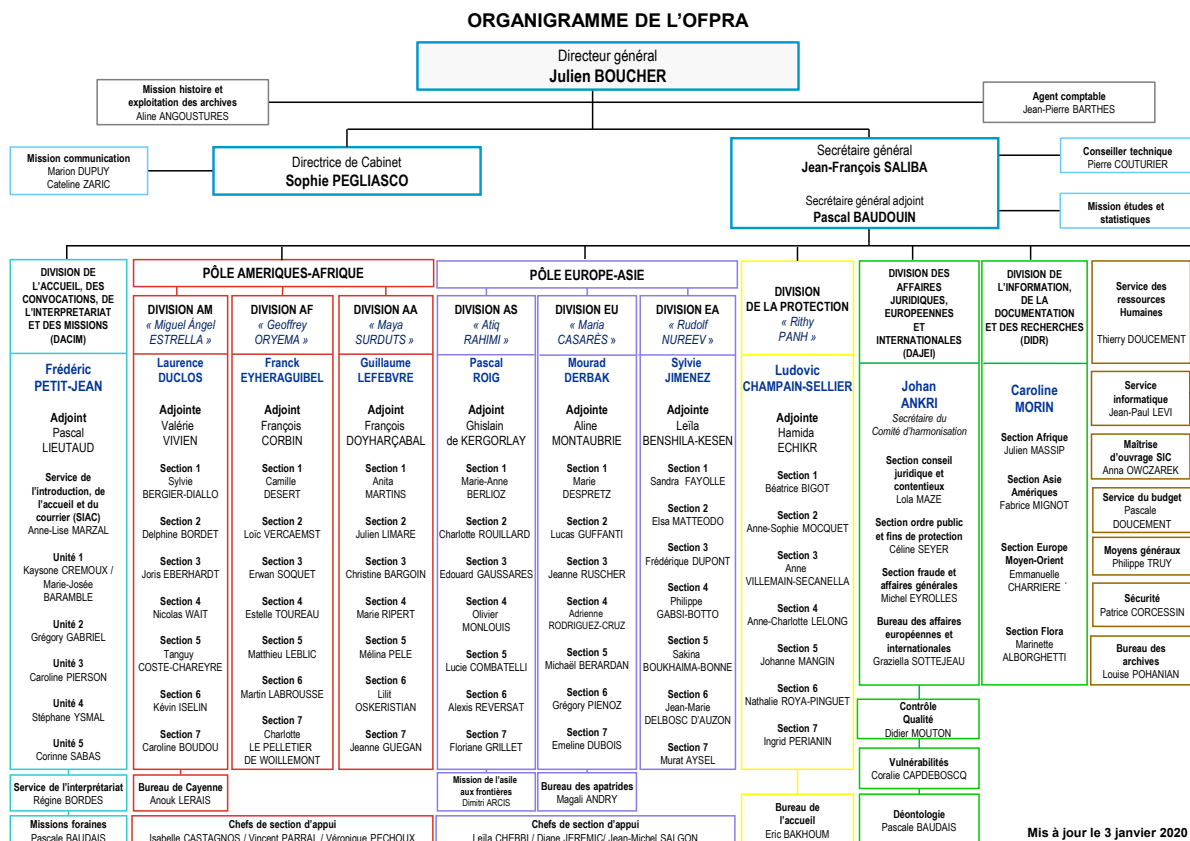 ORGANIGRAMME DE L'OFPRA
Directeur général
Julien BOUCHER
Mission histoire et
exploitation des archives
Aline ANGOUSTURES
Agent comptable
Jean-Pierre BARTHES
Mission communication
Marion DUPUY
Cateline ZARIC
Directrice de Cabinet
Sophie PEGLIASCO
Secrétaire général
Jean-François SALIBA
Secrétaire général adjoint
Pascal BAUDOUIN
Conseiller technique
Pierre COUTURIER
Mission études et
statistiques
DIVISION DE
L'ACCUEIL, DES
CONVOCATIONS, DE
L'INTERPRETARIAT
ET DES MISSIONS
(DACIM)
Frédéric
PETIT-JEAN
Adjoint
Pascal
LIEUTAUD
Service de
l'introduction, de
l'accueil et du
courrier (SIAC)
Anne-Lise MARZAL
Unité 1
Kaysone CREMOUX /
Marie-Josée
BARAMBLE
Unité 2
Grégory GABRIEL
Unité 3
Caroline PIERSON
Unité 4
Stéphane YSMAL
Unité 5
Corinne SABAS
Service de l'interprétariat
Régine BORDES
Missions foraines
Pascale BAUDAIS
PÔLE AMERIQUES-AFRIQUE
DIVISION AM
« Miguel Ángel
ESTRELLA »
Laurence
DUCLOS
Adjointe
Valérie
VIVIEN
Section 1
Sylvie
BERGIER-DIALLO
Section 2
Delphine BORDET
Section 3
Joris EBERHARDT
Section 4
Nicolas WAIT
Section 5
Tanguy
COSTE-CHAREYRE
Section 6
Kévin ISELIN
Section 7
Caroline BOUDOU
Bureau de Cayenne
Anouk LERAIS
DIVISION AF
« Geoffrey
ORYEMA »
Franck
EYHERAGUIBEL
Adjoint
François
CORBIN
Section 1
Camille
DESERT
Section 2
Loïc VERCAEMST
Section 3
Erwan SOQUET
Section 4
Estelle TOUREAU
Section 5
Matthieu LEBLIC
Section 6
Martin LABROUSSE
Section 7
Charlotte
LE PELLETIER
DE WOILLEMONT
DIVISION AA
« Maya
SURDUTS »
Guillaume
LEFEBVRE
Adjoint
François
DOYHARÇABAL
Section 1
Anita
MARTINS
Section 2
Julien LIMARE
Section 3
Christine BARGOIN
Section 4
Marie RIPERT
Section 5
Mélina PELE
Section 6
Lilit
OSKERISTIAN
Section 7
Jeanne GUEGAN
Chefs de section d'appui
Isabelle CASTAGNOS / Vincent PARRAL / Véronique PECHOUX
PÔLE EUROPE-ASIE
DIVISION AS
« Atiq
RAHIMI »
Pascal
ROIG
Adjoint
Ghislain
de KERGORLAY
Section 1
Marie-Anne
BERLIOZ
Section 2
Charlotte ROUILLARD
Section 3
Edouard GAUSSARES
Section 4
Olivier
MONLOUIS
Section 5
Lucie COMBATELLI
Section 6
Alexis REVERSAT
Section 7
Floriane GRILLET
Mission de l'asile
aux frontières
Dimitri ARCIS
DIVISION EU
« Maria
CASARÈS »
Mourad
DERBAK
Adjointe
Aline
MONTAUBRIE
Section 1
Marie
DESPRETZ
Section 2
Lucas GUFFANTI
Section 3
Jeanne RUSCHER
Section 4
Adrienne
RODRIGUEZ-CRUZ
Section 5
Michaël BERARDAN
Section 6
Grégory PIENOZ
Section 7
Emeline DUBOIS
Bureau des apatrides
Magali ANDRY
DIVISION EA
« Rudolf
NUREEV »
Sylvie
JIMENEZ
Adjointe
Leïla
BENSHILA-KESEN
Section 1
Sandra FAYOLLE
Section 2
Elsa MATTEODO
Section 3
Frédérique DUPONT
Section 4
Philippe
GABSI-BOTTO
Section 5
Sakina
BOUKHAIMA-BONNE
Section 6
Jean-Marie
DELBOSC D'AUZON
Section 7
Murat AYSEL
Chefs de section d'appui
Leïla CHEBBI / Diane JEREMIC/ Jean-Michel SALGON
DIVISION
DE LA PROTECTION
« Rithy
PANH »
Ludovic
CHAMPAIN-SELLIER
Adjointe
Hamida
ECHIKR
Section 1
Béatrice BIGOT
Section 2
Anne-Sophie MOCQUET
Section 3
Anne
VILLEMAIN-SECANELLA
Section 4
Anne-Charlotte LELONG
Section 5
Johanne MANGIN
Section 6
Nathalie ROYA-PINGUET
Section 7
Ingrid PERIANIN
Bureau de
l'accueil
Eric BAKHOUM
DIVISION DES
AFFAIRES
JURIDIQUES,
EUROPEENNES
ET
INTERNATIONALES
(DAJEI)
Johan
ANKRI
Secrétaire du
Comité d'harmonisation
Section conseil
juridique et
contentieux
Lola MAZE
Section ordre public
et fins de protection
Céline SEYER
Section fraude et
affaires générales
Michel EYROLLES
Bureau des affaires
européennes et
internationales
Graziella SOTTEJEAU
Contrôle
Qualité
Didier MOUTON
Vulnérabilités
Coralie CAPDEBOSCQ
Déontologie
Pascale BAUDAIS
DIVISION DE
L'INFORMATION,
DE LA
DOCUMENTATION
ET DES RECHERCHES
(DIDR)
Caroline
MORIN
Section Afrique
Julien MASSIP
Section Asie
Amériques
Fabrice MIGNOT
Section Europe
Moyen-Orient
Emmanuelle
CHARRIERE
Section Flora
Marinette
ALBORGHETTI
Service des
ressources
Humaines
Thierry DOUCEMENT
Service
informatique
Jean-Paul LEVI
Maîtrise
d'ouvrage SIC
Anna OWCZAREK
Service du budget
Pascale
DOUCEMENT
Moyens généraux
Philippe TRUY
Sécurité
Patrice CORCESSIN
Bureau des
archives
Louise POHANIAN
Mis à jour le 3 janvier 2020